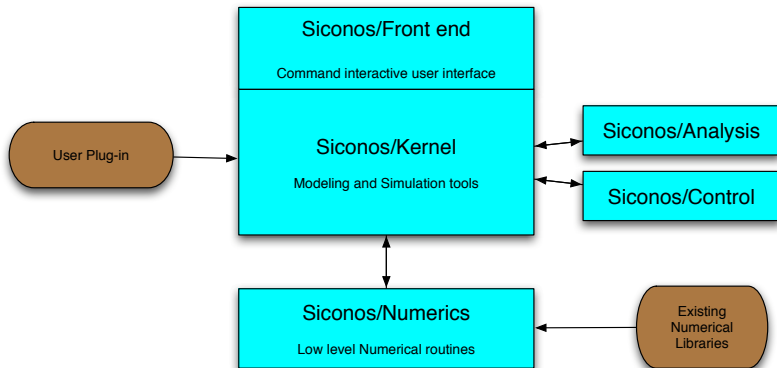 Siconos/Front end
Command interactive user interface
User Plug-in
Siconos/Kernel
Modeling and Simulation tools
Siconos/Analysis
Siconos/Control
Siconos/Numerics
Low level Numerical routines
Existing
Numerical
Libraries